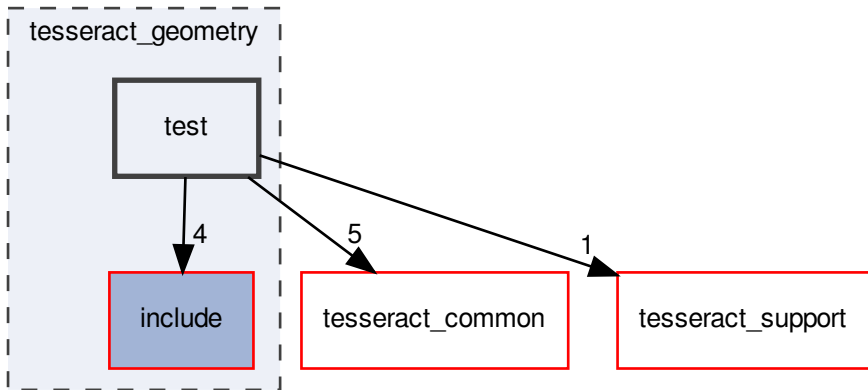 tesseract_geometry
test
4
5
1
include
tesseract_common
tesseract_support